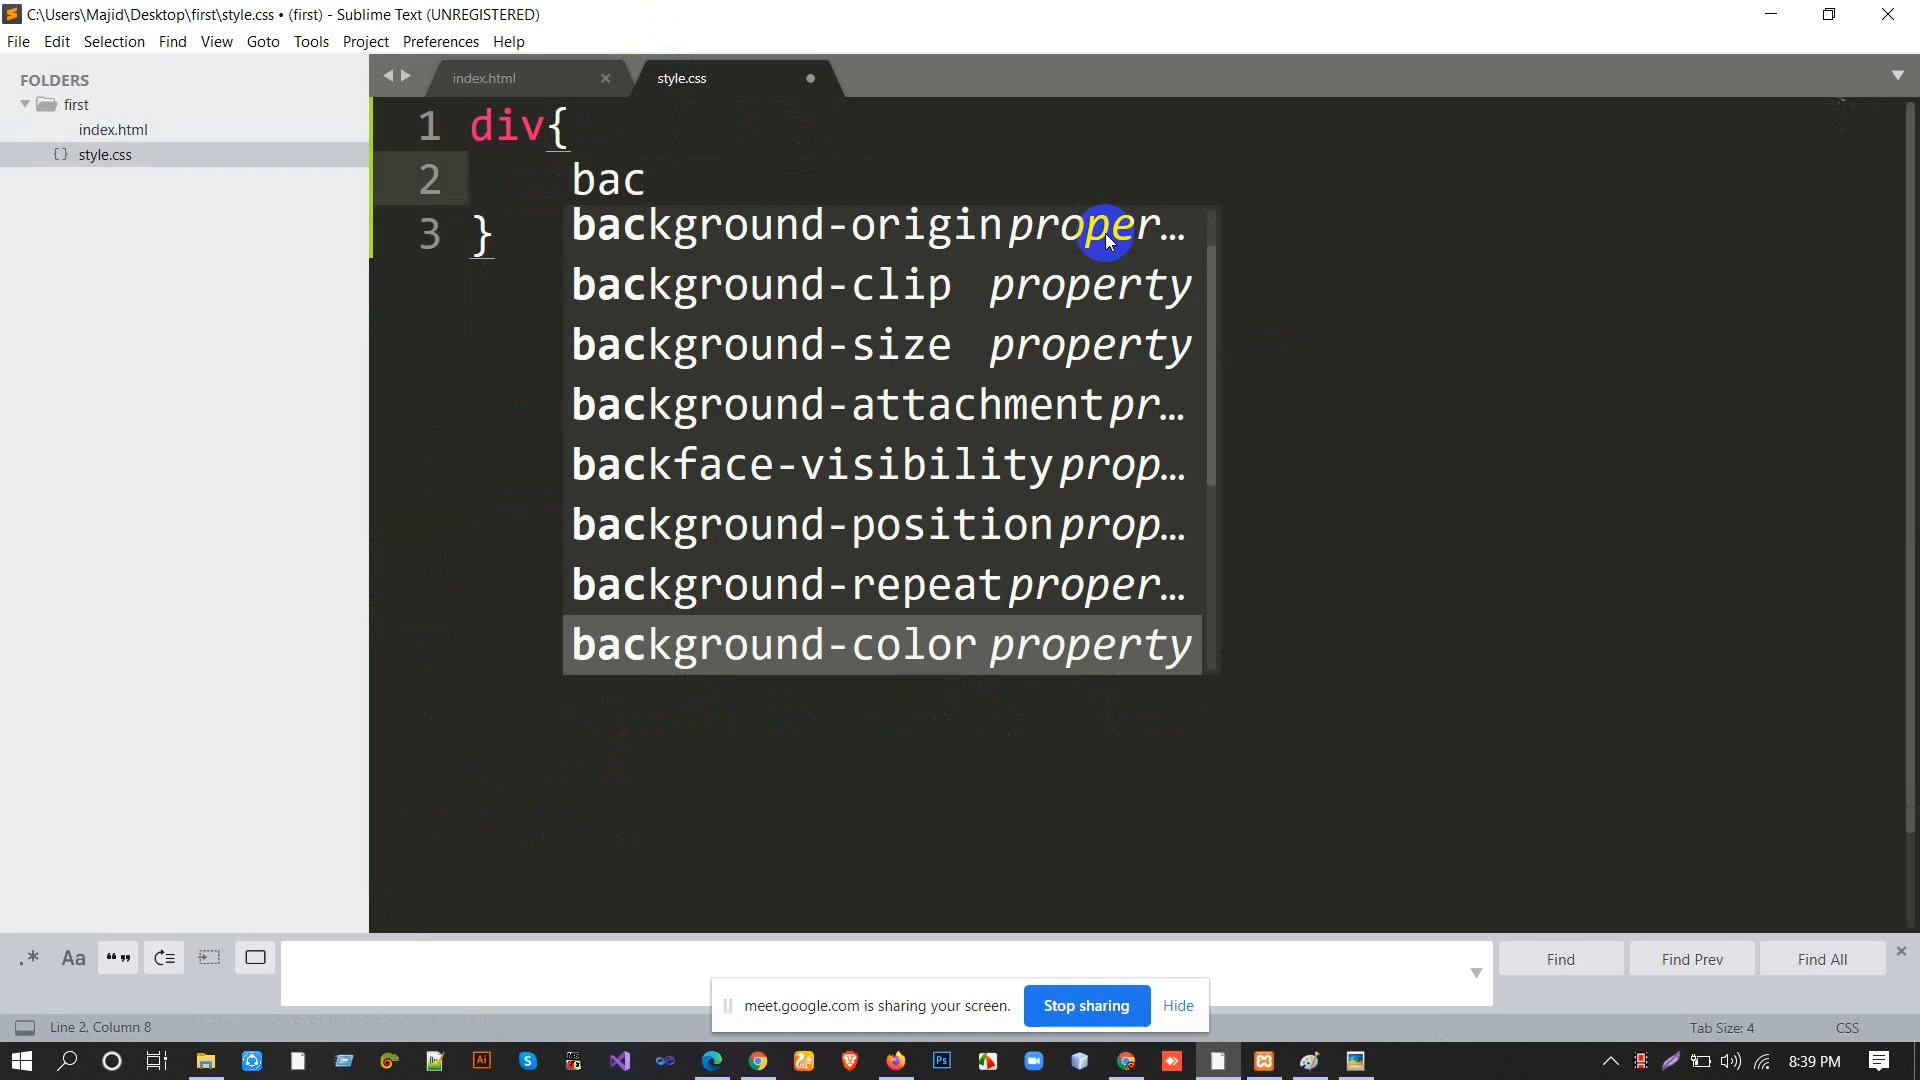 C:\Users\Majid\Desktop\first\style.css • (first) - Sublime Text (UNREGISTERED)
File Edit Selection Find View Goto Tools Project Preferences Help
FOLDERS
first
index.html
{} style.css
index.html
style.css
1 div{
2 bac
3 }
background-origin proper…
background-clip property
background-size property
background-attachment pr…
backface-visibility prop…
background-position prop…
background-repeat proper…
background-color property
.* Aa “” Find Find Prev Find All
meet.google.com is sharing your screen. Stop sharing Hide
Line 2, Column 8 Tab Size: 4 CSS
8:39 PM